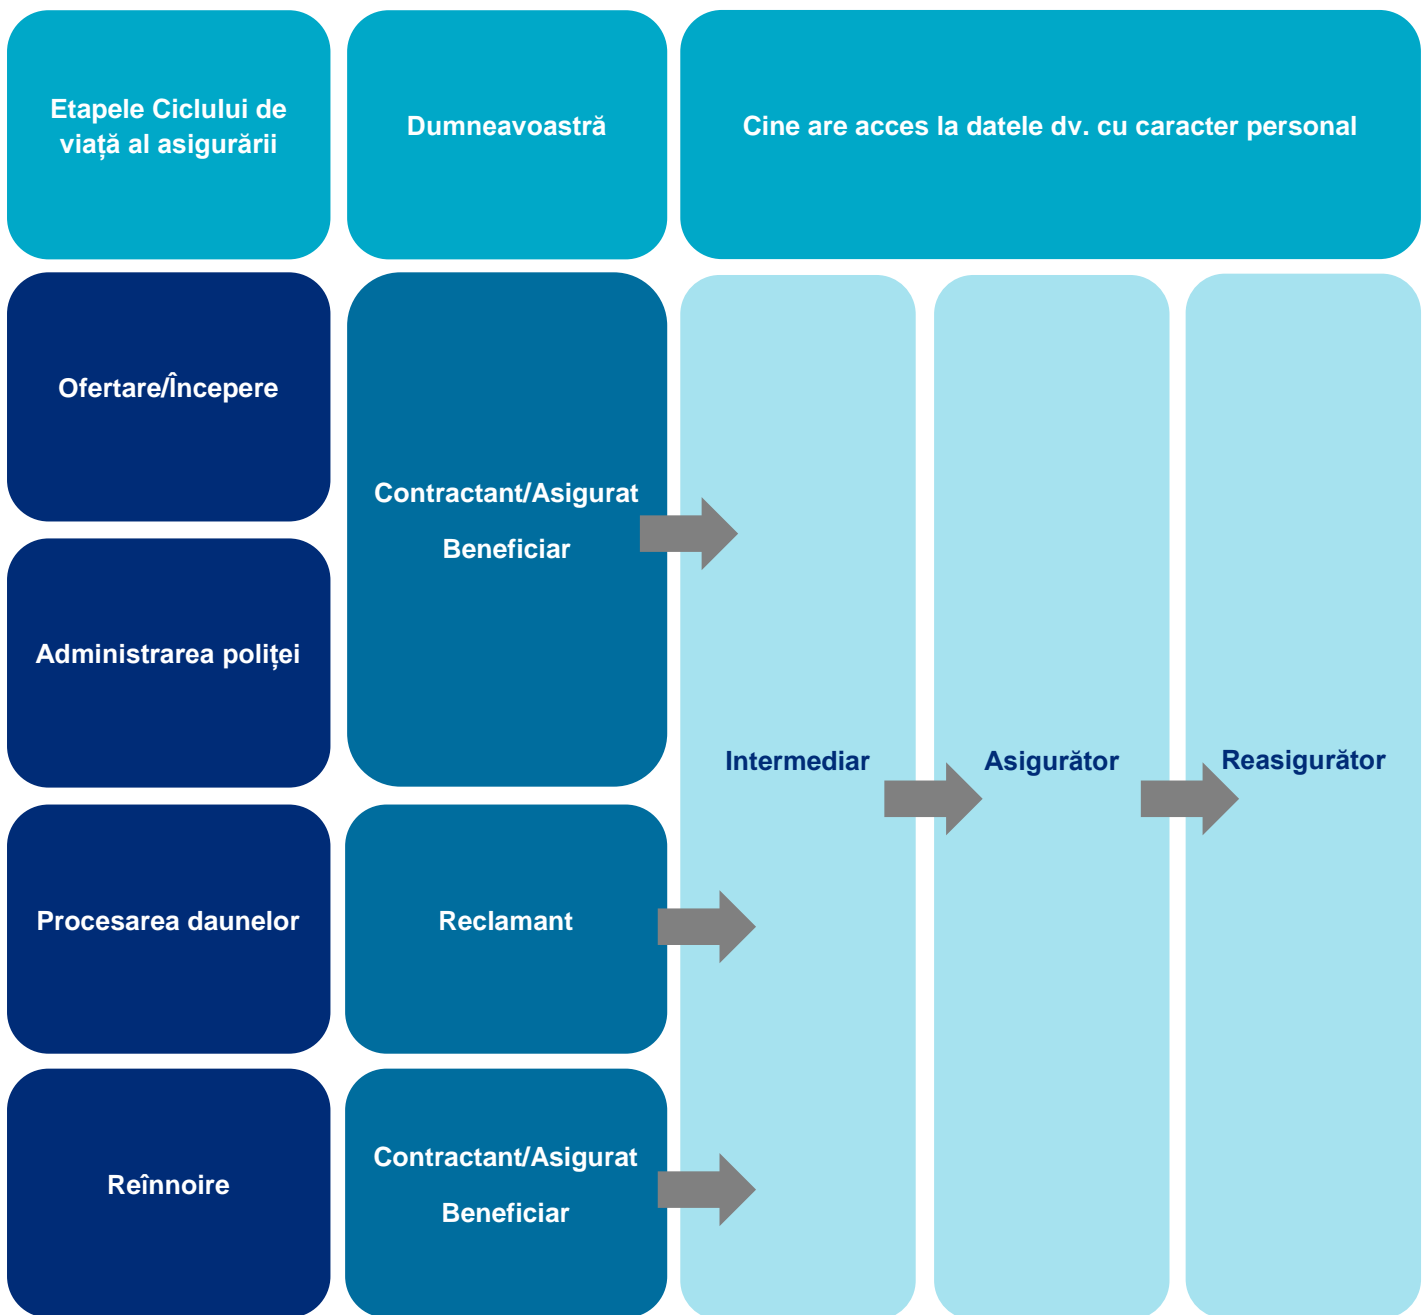 Etapele Ciclului de
viață al asigurării
Dumneavoastră
Cine are acces la datele dv. cu caracter personal
Ofertare/Începere
Contractant/Asigurat
Beneficiar
Administrarea poliței
Intermediar
Asigurător
Reasigurător
Procesarea daunelor
Reclamant
Reînnoire
Contractant/Asigurat
Beneficiar